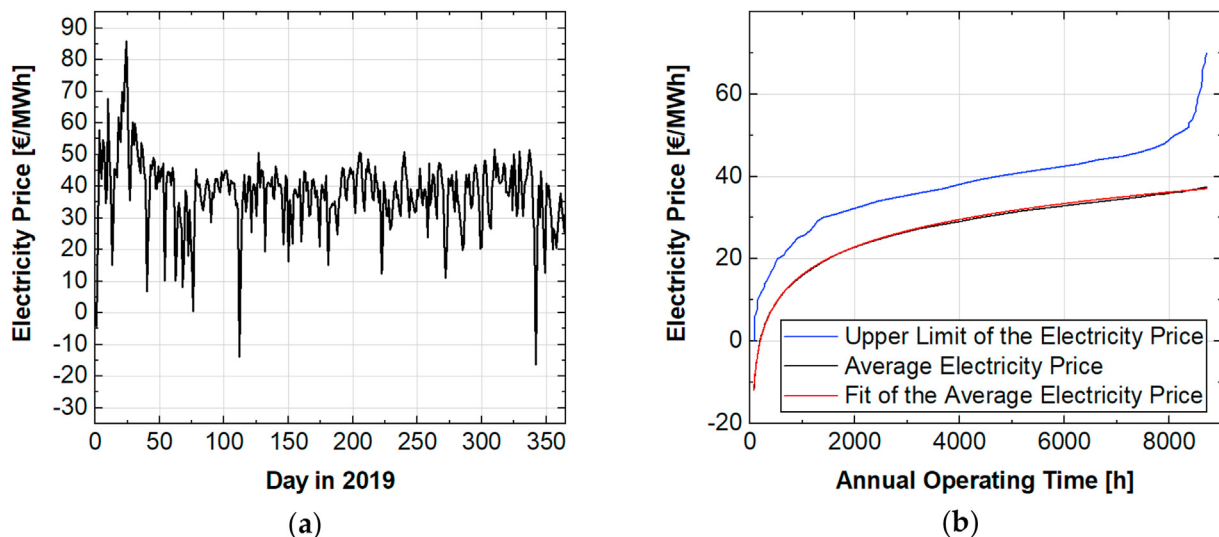 Electricity Price [€/MWh]
90
80
70
60
50
40
30
20
10
0
-10
-20
-30
0 50 100 150 200 250 300 350
Day in 2019
(a)
Electricity Price [€/MWh]
60
40
20
0
-20
Upper Limit of the Electricity Price
Average Electricity Price
Fit of the Average Electricity Price
0 2000 4000 6000 8000
Annual Operating Time [h]
(b)